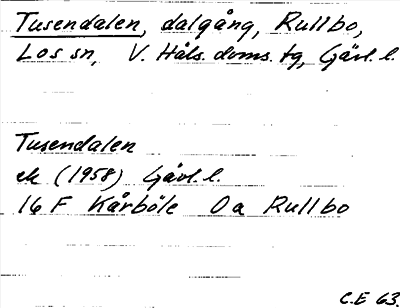 Tusendalen, dalgång, Rullbo,
Los sn, V. Häls. doms. tg, Gävl. l.
Tusendalen
ek (1958) Gävl. l.
16 F Kårböle 0a Rullbo
C.E 63.